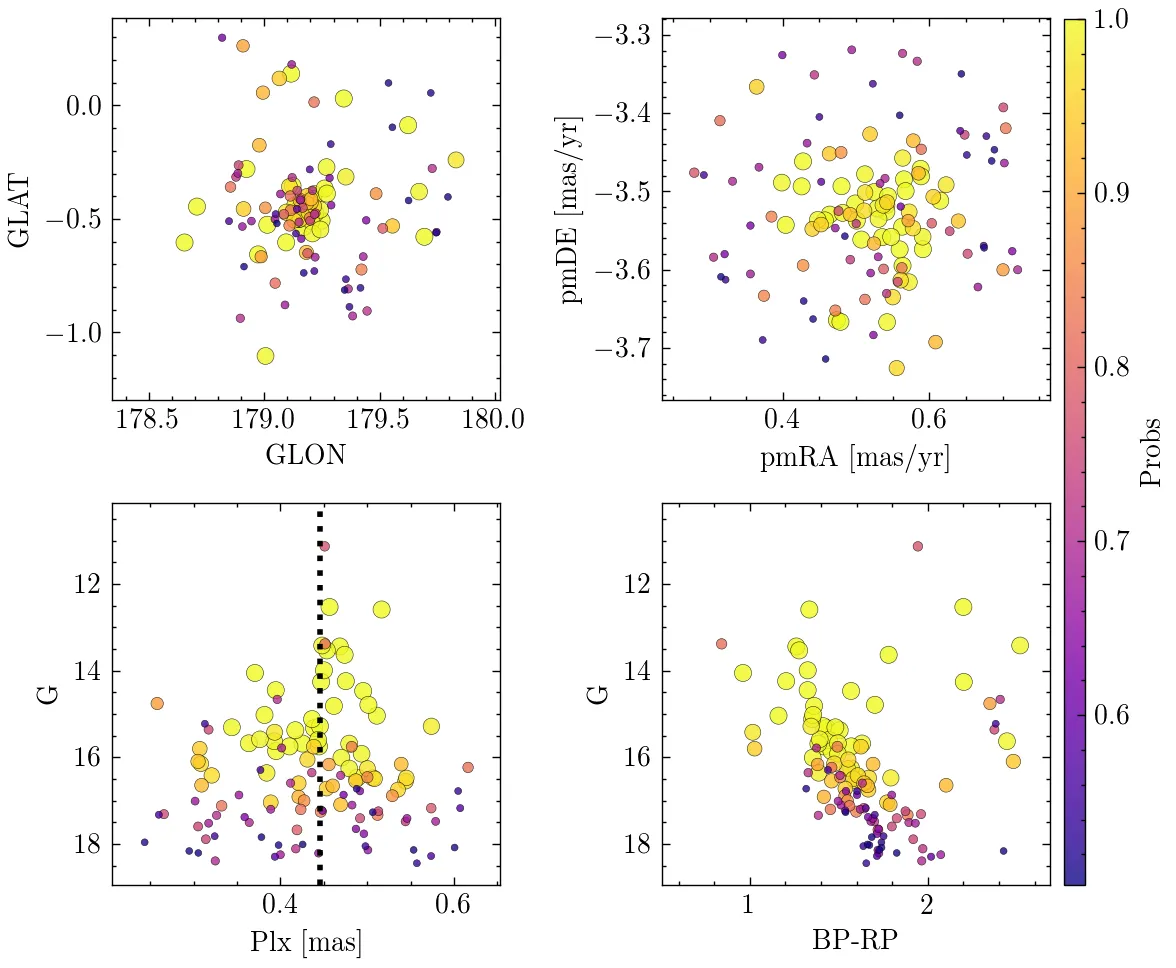 0.0
−0.5
−1.0
GLAT
178.5 179.0 179.5 180.0
GLON
−3.3
−3.4
−3.5
−3.6
−3.7
pmDE [mas/yr]
0.4 0.6
pmRA [mas/yr]
12
14
16
18
G
0.4 0.6
Plx [mas]
12
14
16
18
G
1 2
BP-RP
1.0
0.9
0.8
0.7
0.6
Probs